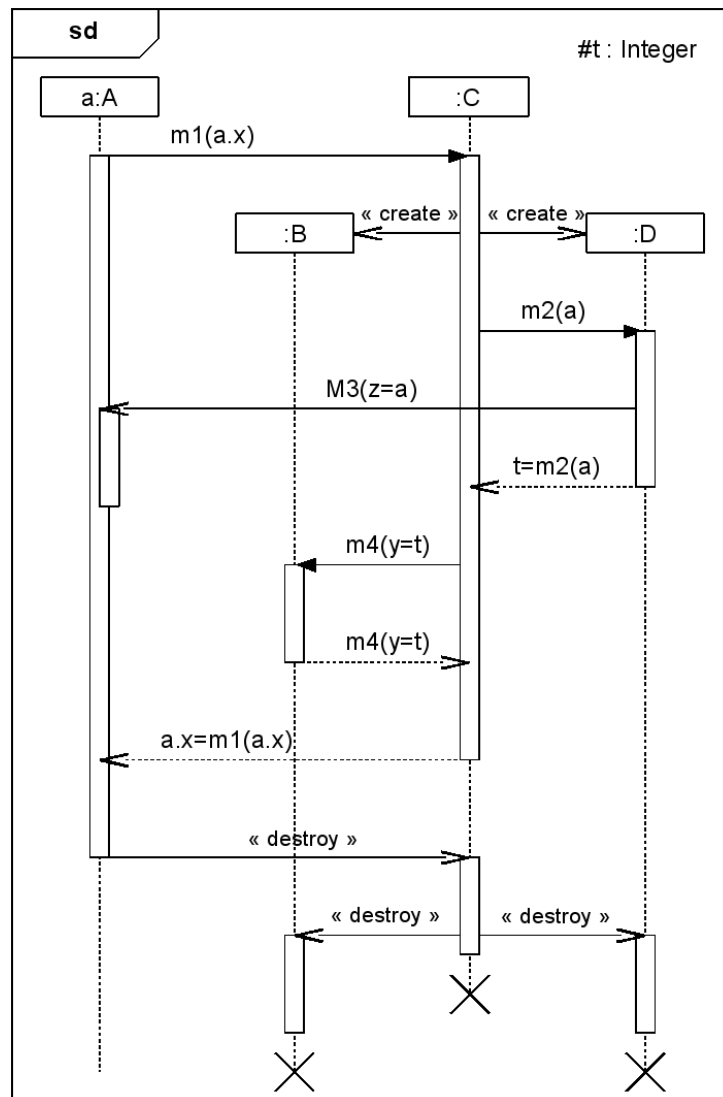 sd
#t : Integer
a:A
:C
m1(a.x)
« create »
« create »
:B
:D
m2(a)
M3(z=a)
t=m2(a)
m4(y=t)
m4(y=t)
a.x=m1(a.x)
« destroy »
« destroy »
« destroy »